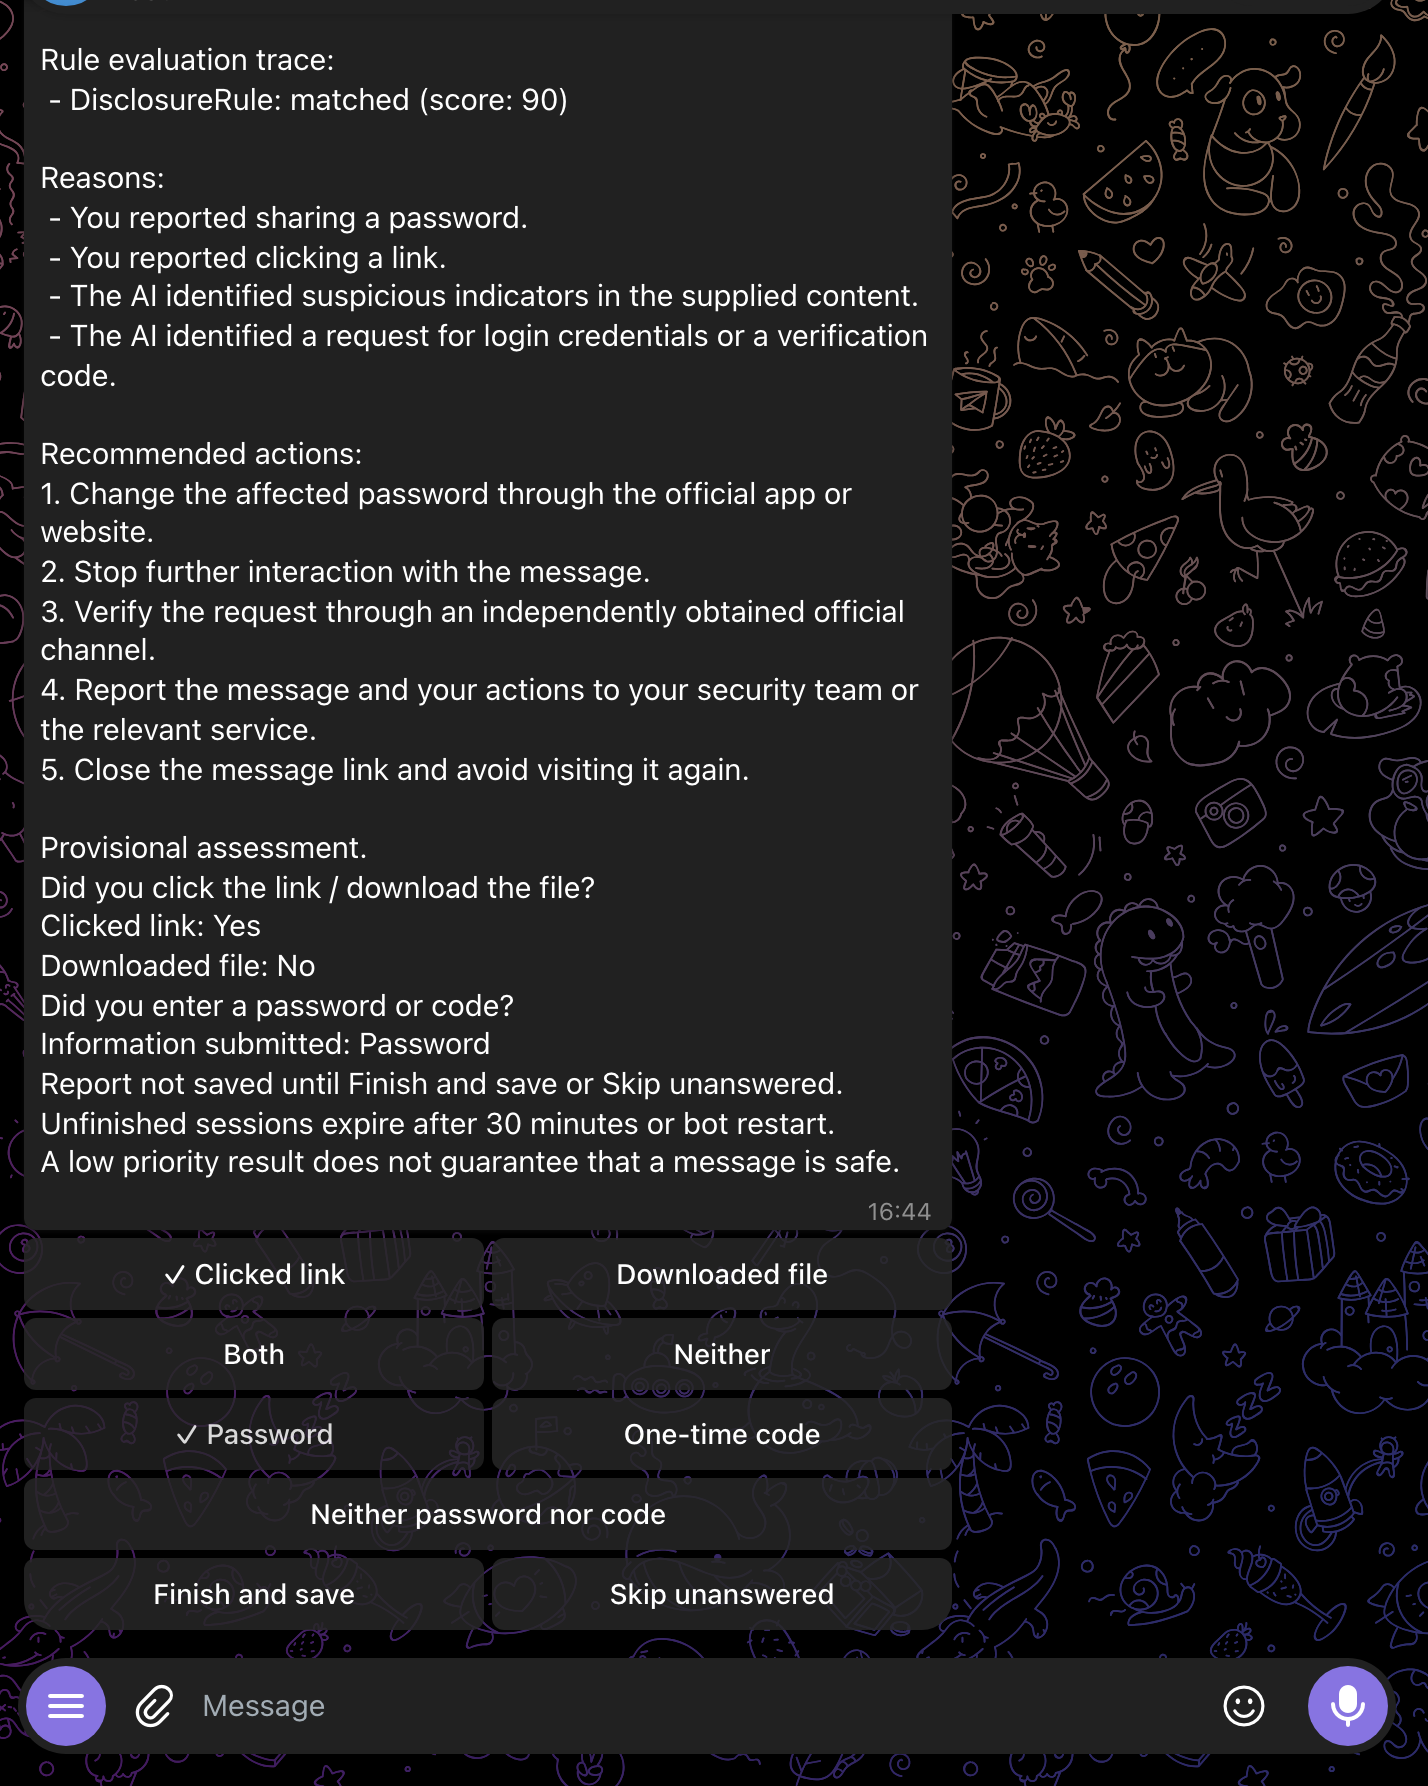 Rule evaluation trace:
- DisclosureRule: matched (score: 90)
Reasons:
- You reported sharing a password.
- You reported clicking a link.
- The AI identified suspicious indicators in the supplied content.
- The AI identified a request for login credentials or a verification
code.
Recommended actions:
1. Change the affected password through the official app or
website.
2. Stop further interaction with the message.
3. Verify the request through an independently obtained official
channel.
4. Report the message and your actions to your security team or
the relevant service.
5. Close the message link and avoid visiting it again.
Provisional assessment.
Did you click the link / download the file?
Clicked link: Yes
Downloaded file: No
Did you enter a password or code?
Information submitted: Password
Report not saved until Finish and save or Skip unanswered.
Unfinished sessions expire after 30 minutes or bot restart.
A low priority result does not guarantee that a message is safe.
16:44
✓ Clicked link
Downloaded file
Both
Neither
✓ Password
One-time code
Neither password nor code
Finish and save
Skip unanswered
Message